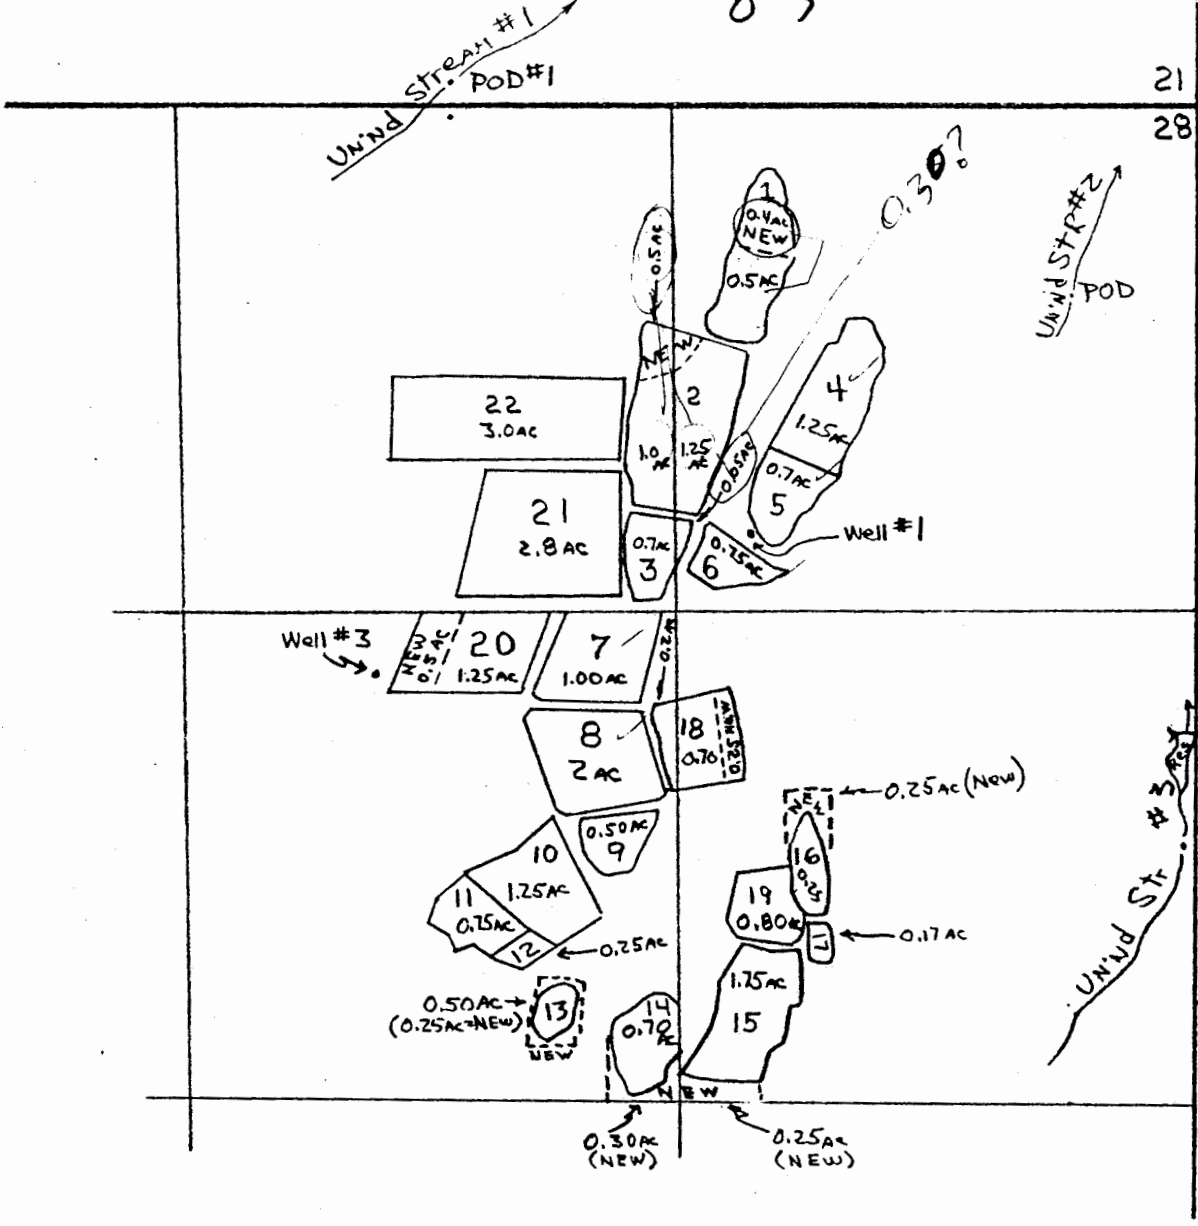 UN'Nd Stream #1
POD #1
21
28
0.30?
UN'Nd StR #2
POD
1
0.4AC
NEW
0.5AC
0.5AC
NEW
2
1.0
AC
1.25
AC
0.05AC
4
1.25AC
0.7AC
5
22
3.0AC
21
2.8AC
0.7AC
3
0.75AC
6
Well #1
Well #3
NEW
0.5AC
20
1.25AC
7
1.00AC
0.2AC
8
2 AC
18
0.70
0.25 NEW
0.25AC (New)
NEW
16
0.25
0.50AC
9
10
1.25AC
11
0.75AC
12
0.25AC
19
0.80AC
17
0.17AC
UN'Nd Str #3
Res
0.50AC
(0.25AC=NEW)
13
NEW
14
0.70
AC
1.75AC
15
NEW
0.30AC
(NEW)
0.25AC
(NEW)